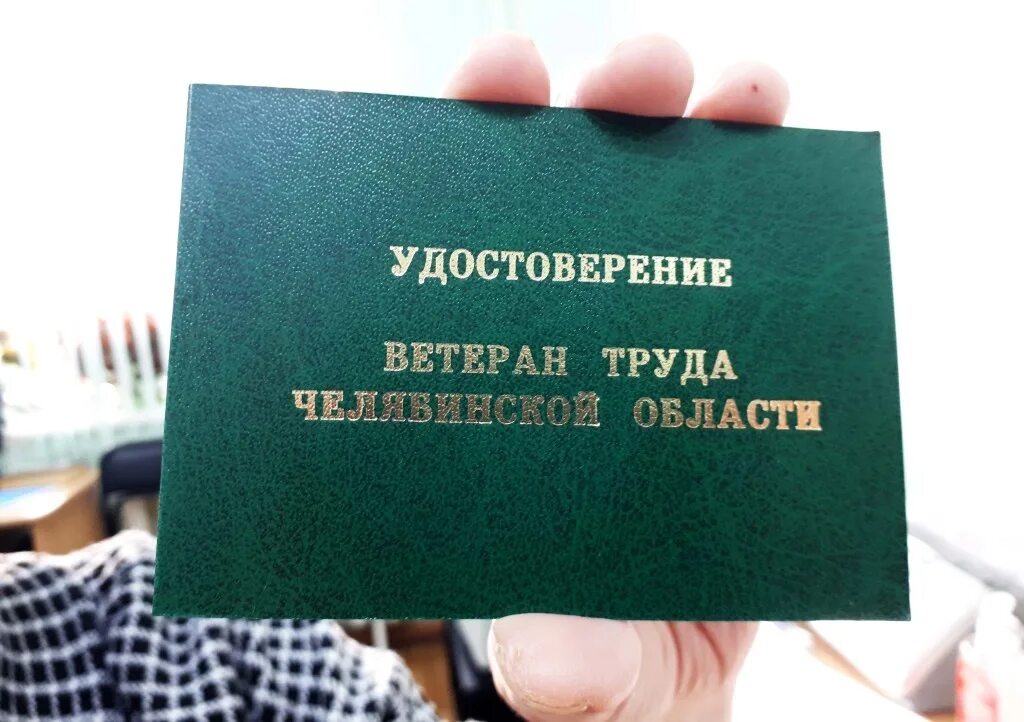 УДОСТОВЕРЕНИЕ
ВЕТЕРАН ТРУДА
ЧЕЛЯБИНСКОЙ ОБЛАСТИ